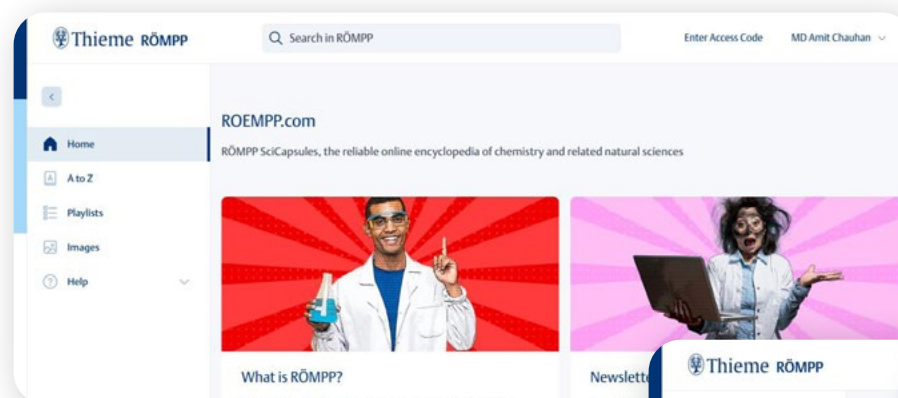 Thieme RÖMPP
Search in RÖMPP
Enter Access Code
MD Amit Chauhan
Home
A to Z
Playlists
Images
Help
ROEMPP.com
RÖMPP SciCapsules, the reliable online encyclopedia of chemistry and related natural sciences
What is RÖMPP?
Newslette
Thieme RÖMPP